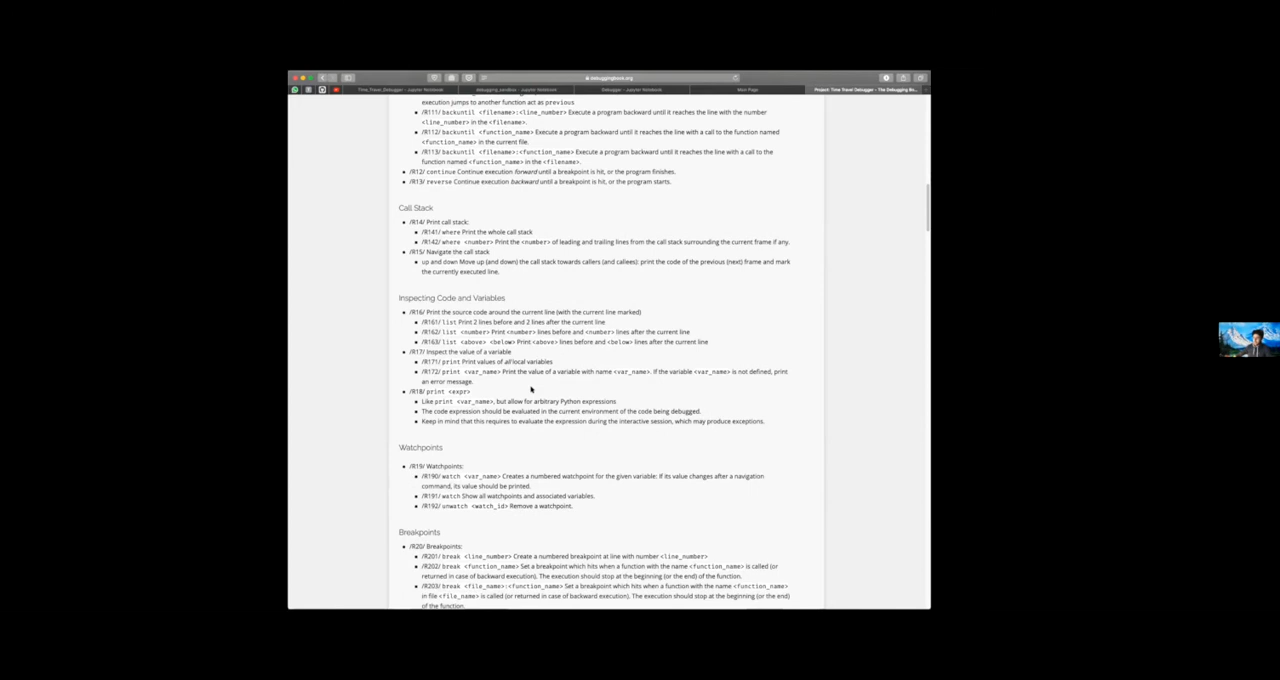 debuggingbook.org
Time_Travel_Debugger - Jupyter Notebook
debugging_sandbox - Jupyter Notebook
Debugger - Jupyter Notebook
Main Page
Project: Time Travel Debugger - The Debugging Bo...
execution jumps to another function act as previous
/R111/ backuntil <filename>:<line_number> Execute a program backward until it reaches the line with the number
<line_number> in the <filename>.
/R112/ backuntil <function_name> Execute a program backward until it reaches the line with a call to the function named
<function_name> in the current file.
/R113/ backuntil <filename>:<function_name> Execute a program backward until it reaches the line with a call to the
function named <function_name> in the <filename>.
/R12/ continue Continue execution forward until a breakpoint is hit, or the program finishes.
/R13/ reverse Continue execution backward until a breakpoint is hit, or the program starts.
Call Stack
/R14/ Print call stack:
/R141/ where Print the whole call stack
/R142/ where <number> Print the <number> of leading and trailing lines from the call stack surrounding the current frame if any.
/R15/ Navigate the call stack
up and down Move up (and down) the call stack towards callers (and callees): print the code of the previous (next) frame and mark
the currently executed line.
Inspecting Code and Variables
/R16/ Print the source code around the current line (with the current line marked)
/R161/ list Print 2 lines before and 2 lines after the current line
/R162/ list <number> Print <number> lines before and <number> lines after the current line
/R163/ list <above> <below> Print <above> lines before and <below> lines after the current line
/R17/ Inspect the value of a variable
/R171/ print Print values of all local variables
/R172/ print <var_name> Print the value of a variable with name <var_name>. If the variable <var_name> is not defined, print
an error message.
/R18/ print <expr>
Like print <var_name>, but allow for arbitrary Python expressions
The code expression should be evaluated in the current environment of the code being debugged.
Keep in mind that this requires to evaluate the expression during the interactive session, which may produce exceptions.
Watchpoints
/R19/ Watchpoints:
/R190/ watch <var_name> Creates a numbered watchpoint for the given variable: If its value changes after a navigation
command, its value should be printed.
/R191/ watch Show all watchpoints and associated variables.
/R192/ unwatch <watch_id> Remove a watchpoint.
Breakpoints
/R20/ Breakpoints:
/R201/ break <line_number> Create a numbered breakpoint at line with number <line_number>
/R202/ break <function_name> Set a breakpoint which hits when a function with the name <function_name> is called (or
returned in case of backward execution). The execution should stop at the beginning (or the end) of the function.
/R203/ break <file_name>:<function_name> Set a breakpoint which hits when a function with the name <function_name>
in file <file_name> is called (or returned in case of backward execution). The execution should stop at the beginning (or the end)
of the function.